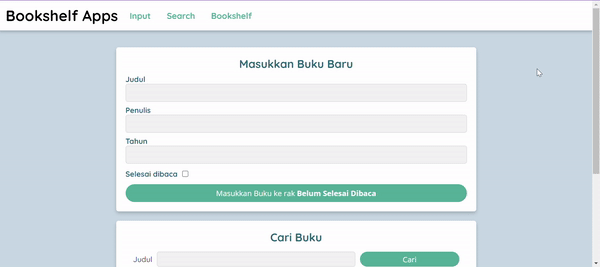 Bookshelf Apps Input Search Bookshelf
Masukkan Buku Baru
Judul
Penulis
Tahun
Selesai dibaca
Masukkan Buku ke rak Belum Selesai Dibaca
Cari Buku
Judul Cari